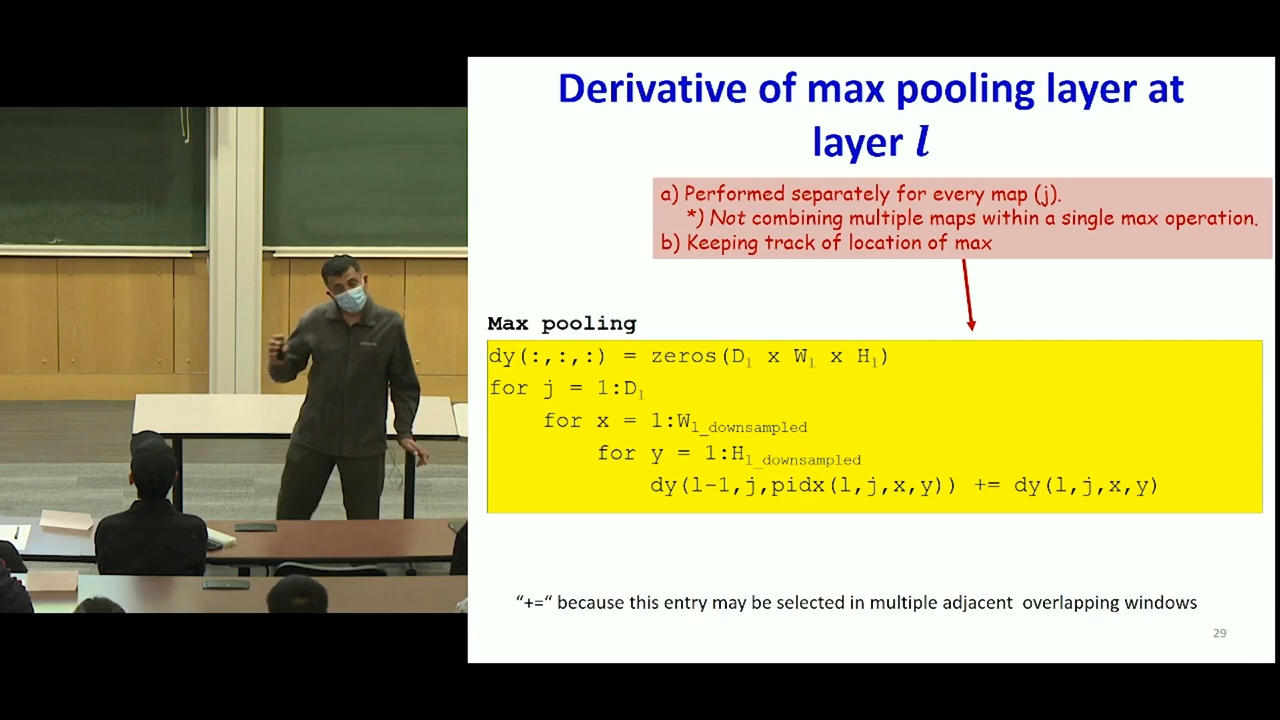 Derivative of max pooling layer at
layer l
a) Performed separately for every map (j).
*) Not combining multiple maps within a single max operation.
b) Keeping track of location of max
Max pooling
dy(:,:,:) = zeros(Dl x Wl x Hl)
for j = 1:Dl
for x = 1:Wl_downsampled
for y = 1:Hl_downsampled
dy(l-1,j,pidx(l,j,x,y)) += dy(l,j,x,y)
“+=“ because this entry may be selected in multiple adjacent overlapping windows
29